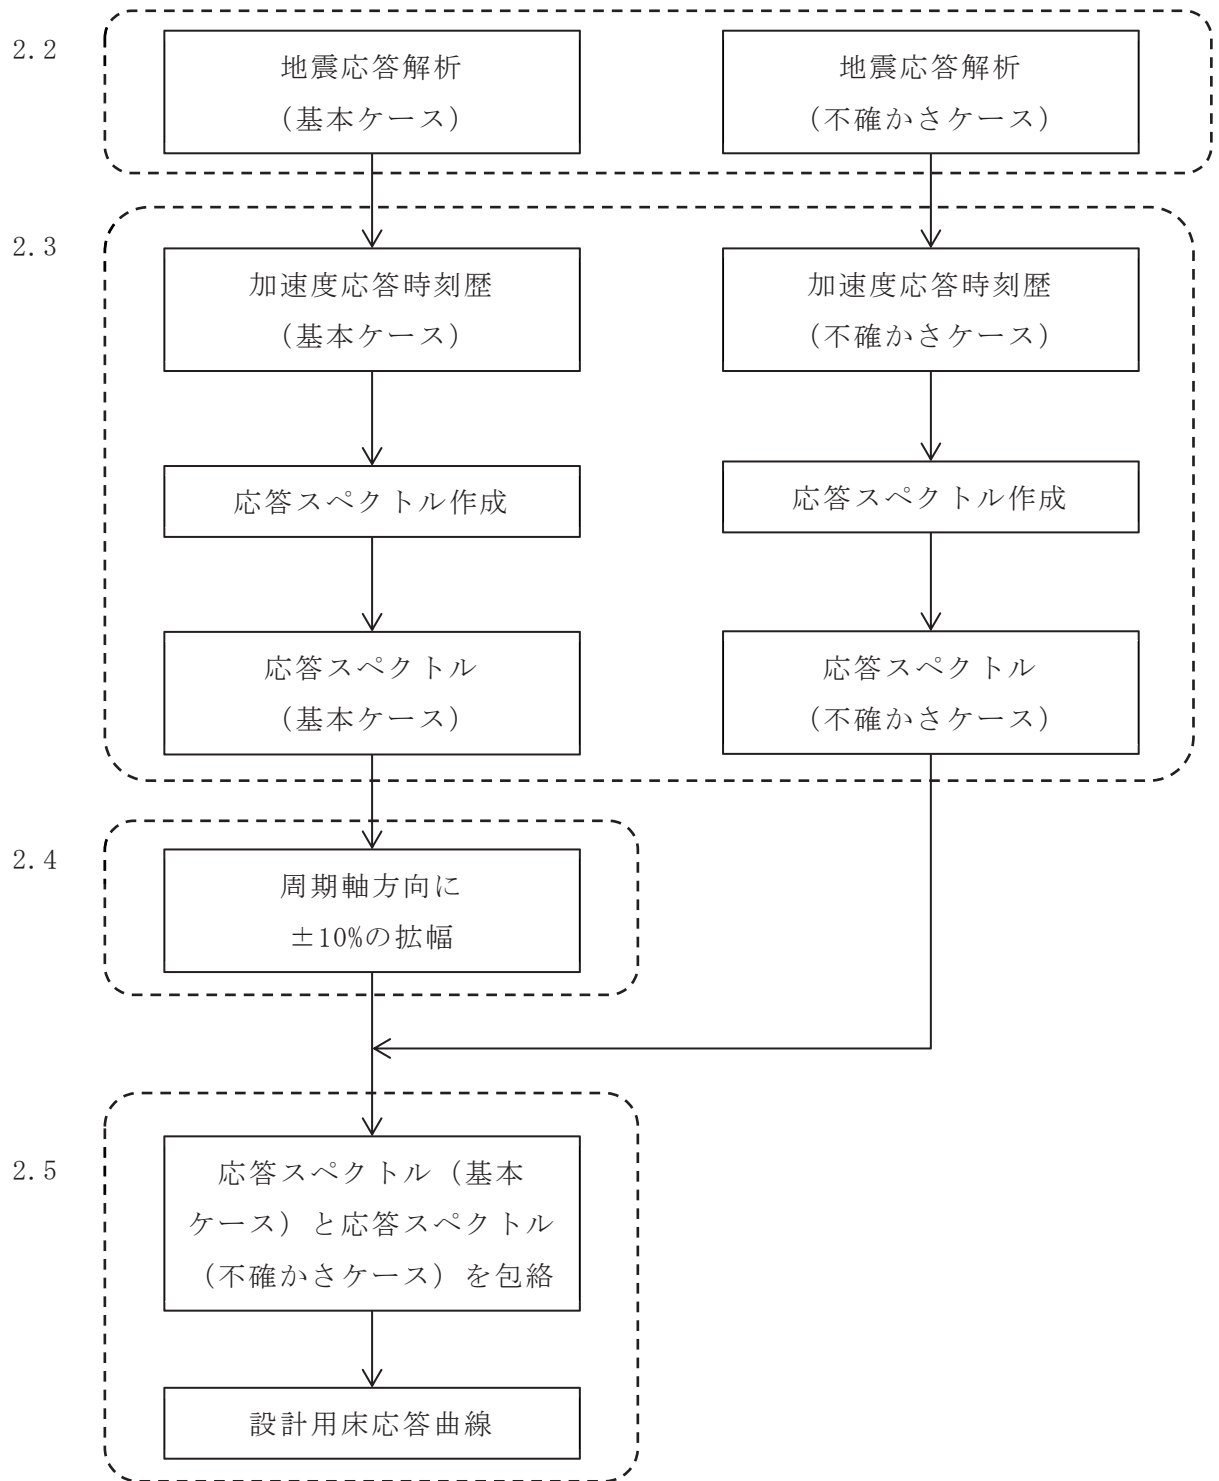 2.2
地震応答解析
（基本ケース）
地震応答解析
（不確かさケース）
2.3
加速度応答時刻歴
（基本ケース）
加速度応答時刻歴
（不確かさケース）
応答スペクトル作成
応答スペクトル作成
応答スペクトル
（基本ケース）
応答スペクトル
（不確かさケース）
2.4
周期軸方向に
±10%の拡幅
2.5
応答スペクトル（基本
ケース）と応答スペクトル
（不確かさケース）を包絡
設計用床応答曲線